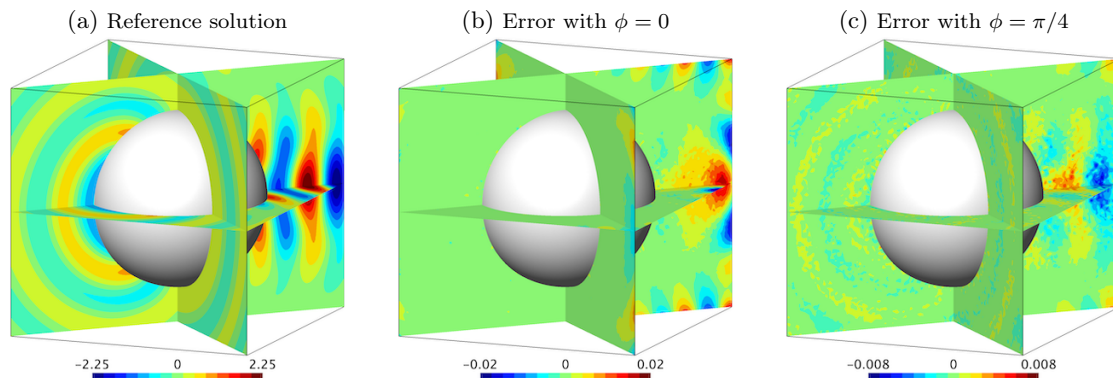 (a) Reference solution
(b) Error with ϕ = 0
(c) Error with ϕ = π/4
−2.25 0 2.25
−0.02 0 0.02
−0.008 0 0.008